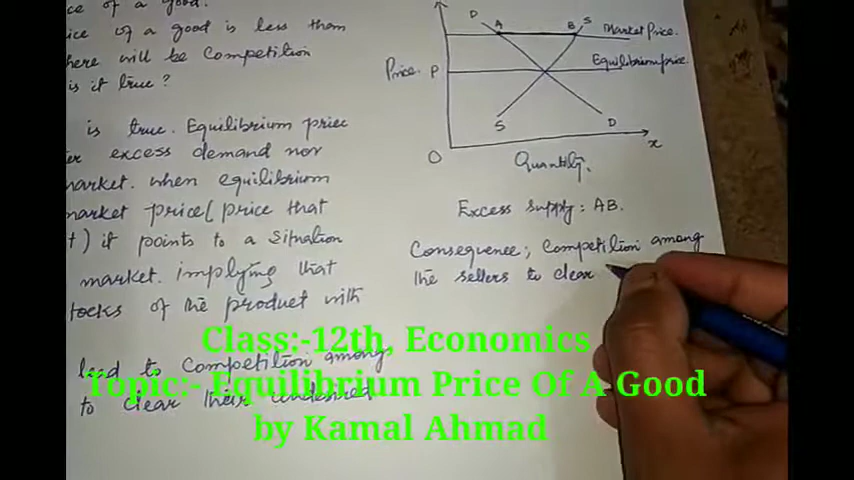 ce of a good.
ice of a good is less than
here will be Competition
is it true?
is true. Equilibrium price
er excess demand nor
market. when equilibrium
market price (price that
t) it points to a situation
market. implying that
tocks of the product with
lead to Competition among
to clear their undesired
D A B S
Market Price.
Equilibrium price.
Price. P
S D
O x
Quantity.
Excess Supply: AB.
Consequence; Competition among
the sellers to clear
Class:-12th, Economics
Topic:- Equilibrium Price Of A Good
by Kamal Ahmad